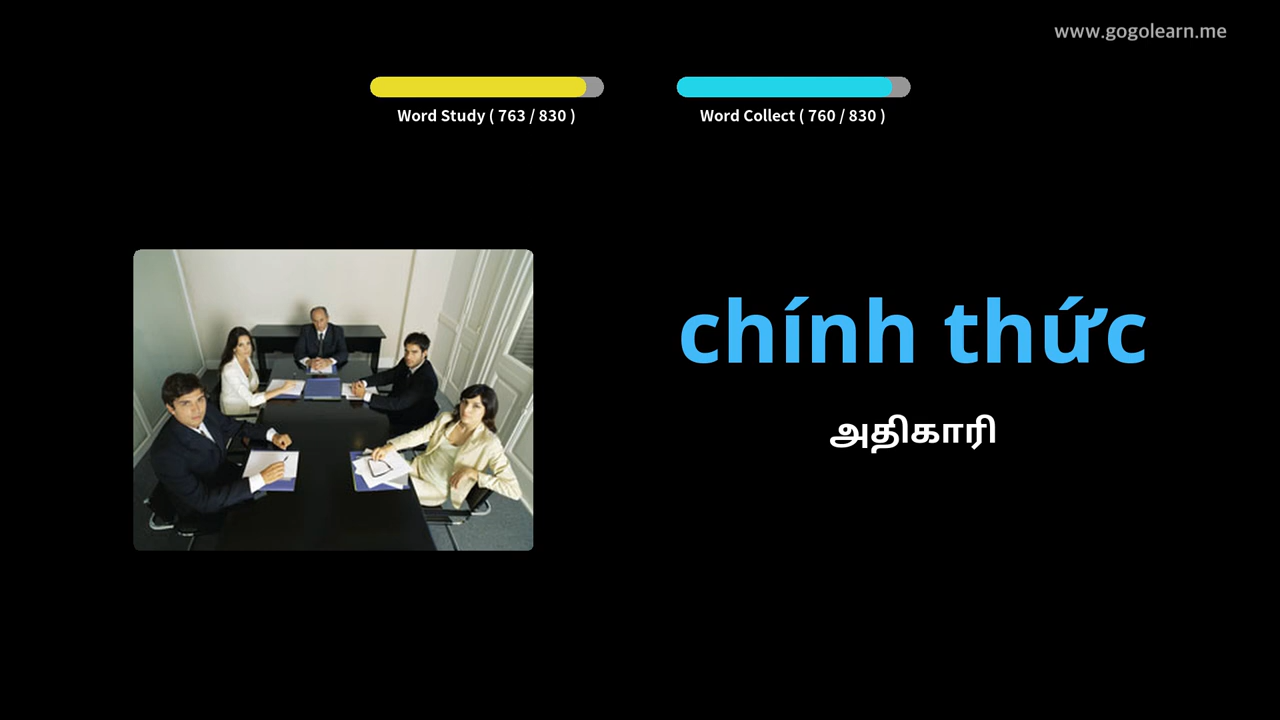 www.gogolearn.me
Word Study ( 763 / 830 )
Word Collect ( 760 / 830 )
chính thức
அதிகாரி